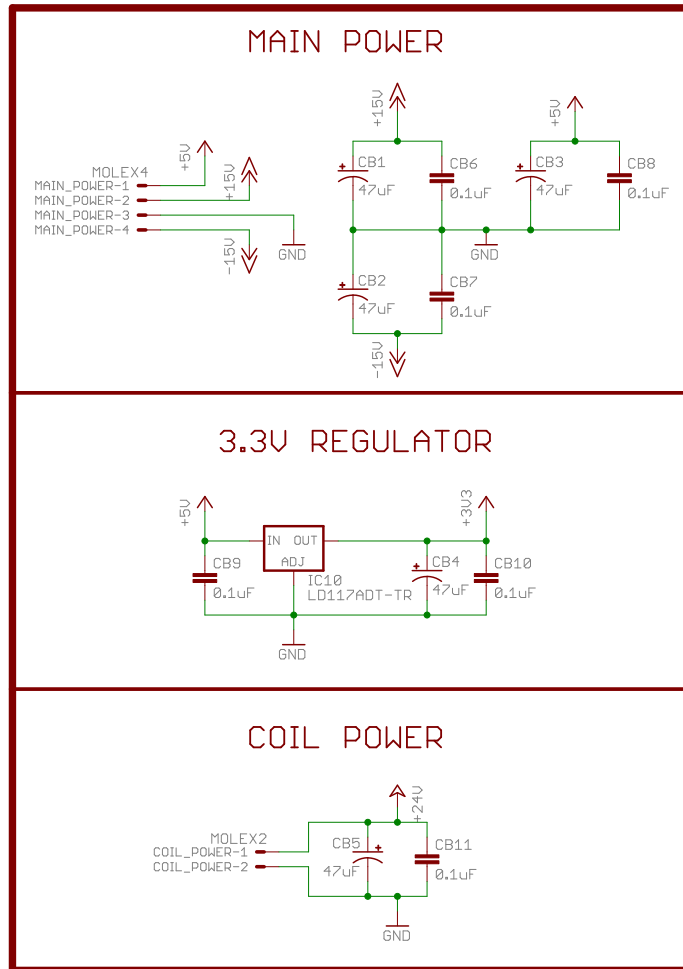 MAIN POWER
MOLEX4
MAIN_POWER-1
MAIN_POWER-2
MAIN_POWER-3
MAIN_POWER-4
+5V
+15V
-15V
GND
+15V
+5V
CB1
47uF
CB6
0.1uF
CB3
47uF
CB8
0.1uF
GND
CB2
47uF
CB7
0.1uF
-15V
3.3V REGULATOR
+5V
+3V3
IN OUT
ADJ
CB9
0.1uF
IC10
LD117ADT-TR
CB4
47uF
CB10
0.1uF
GND
COIL POWER
+24V
MOLEX2
COIL_POWER-1
COIL_POWER-2
CB5
47uF
CB11
0.1uF
GND